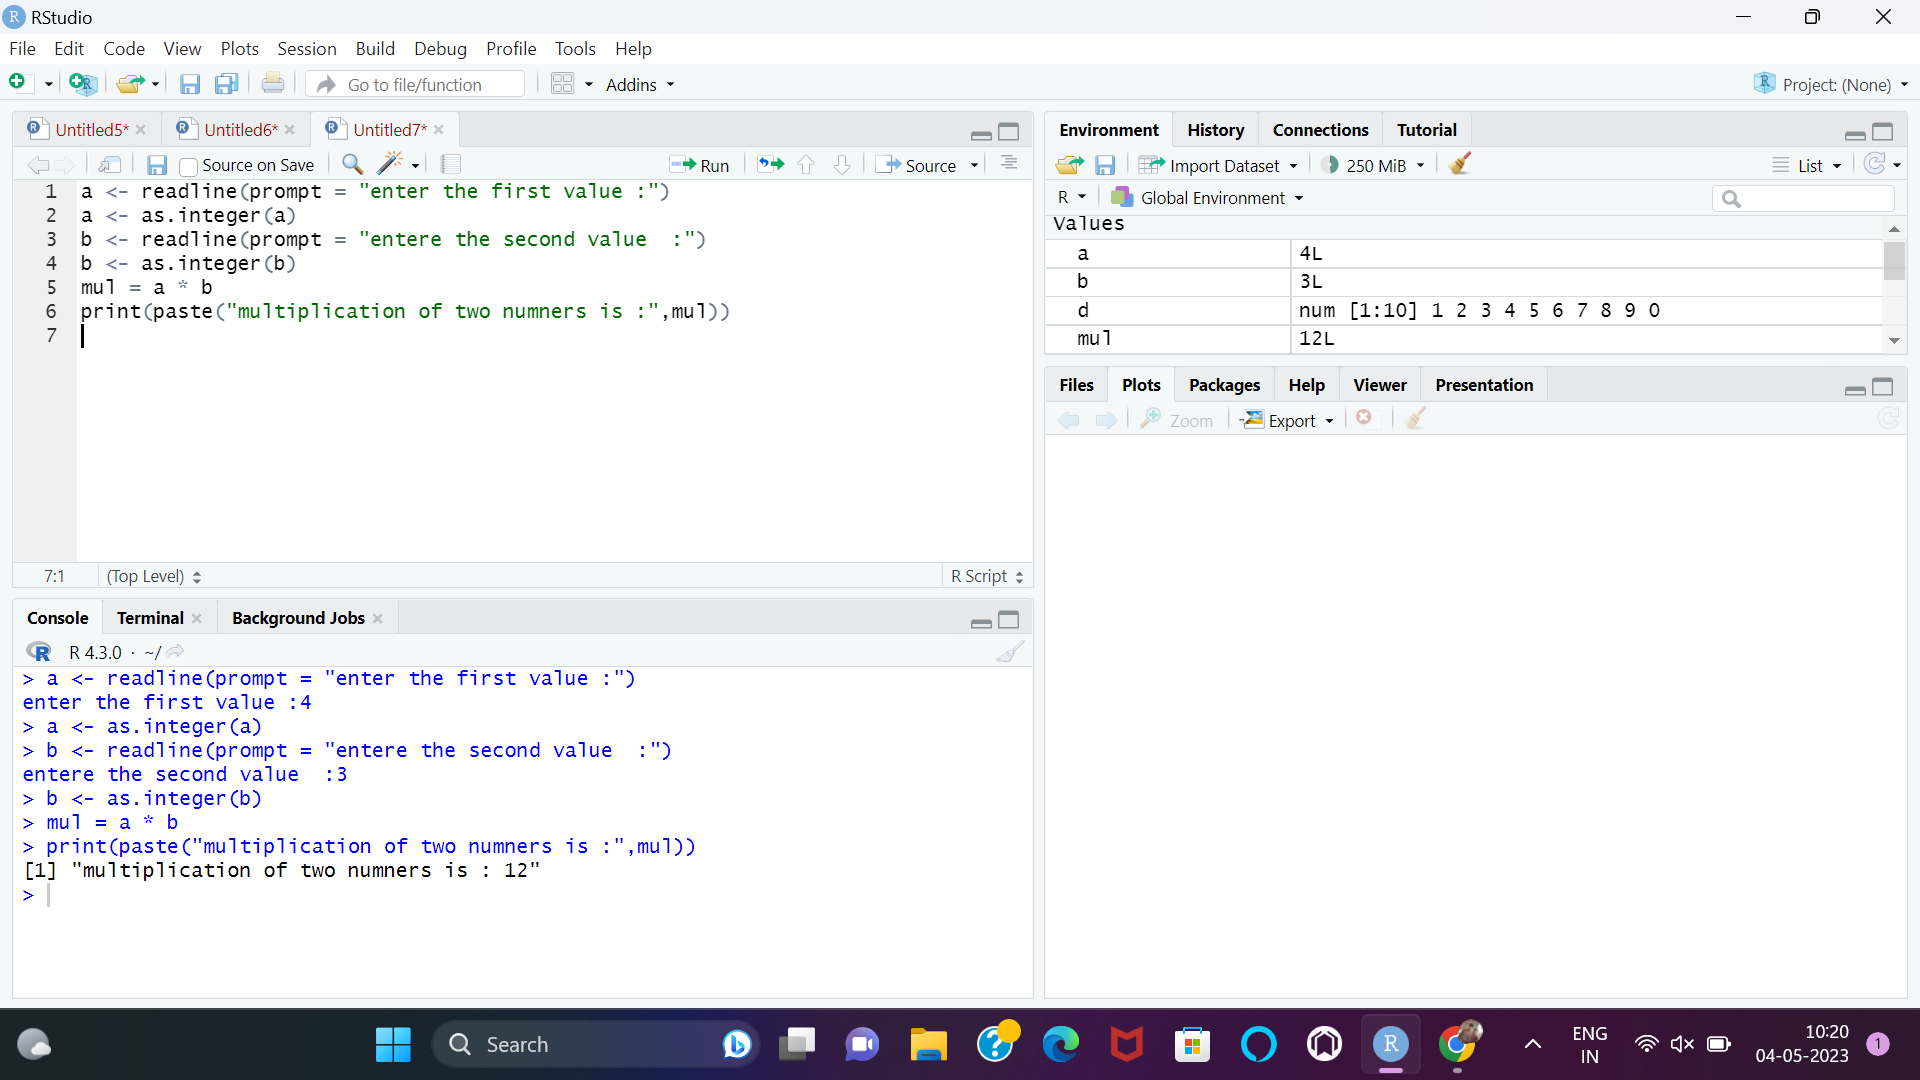 RStudio
File Edit Code View Plots Session Build Debug Profile Tools Help
Go to file/function Addins Project: (None)
Untitled5* Untitled6* Untitled7*
Source on Save Run Source
1 a <- readline(prompt = "enter the first value :")
2 a <- as.integer(a)
3 b <- readline(prompt = "entere the second value  :")
4 b <- as.integer(b)
5 mul = a * b
6 print(paste("multiplication of two numners is :",mul))
7
7:1 (Top Level) R Script
Console Terminal Background Jobs
R 4.3.0 · ~/
> a <- readline(prompt = "enter the first value :")
enter the first value :4
> a <- as.integer(a)
> b <- readline(prompt = "entere the second value  :")
entere the second value  :3
> b <- as.integer(b)
> mul = a * b
> print(paste("multiplication of two numners is :",mul))
[1] "multiplication of two numners is : 12"
>
Environment History Connections Tutorial
Import Dataset 250 MiB List
R Global Environment
Values
a 4L
b 3L
d num [1:10] 1 2 3 4 5 6 7 8 9 0
mul 12L
Files Plots Packages Help Viewer Presentation
Zoom Export
Search
ENG
IN
10:20
04-05-2023
1